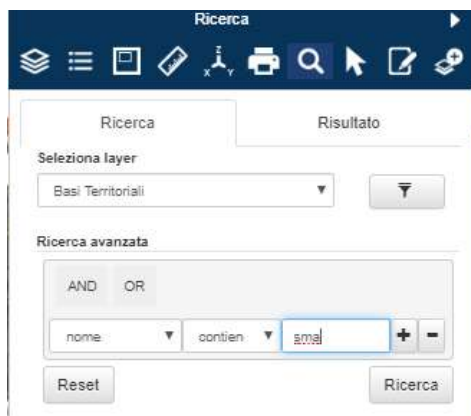 Ricerca
X Y
Ricerca Risultato
Seleziona layer
Basi Territoriali
Ricerca avanzata
AND OR
nome contien sma
Reset Ricerca